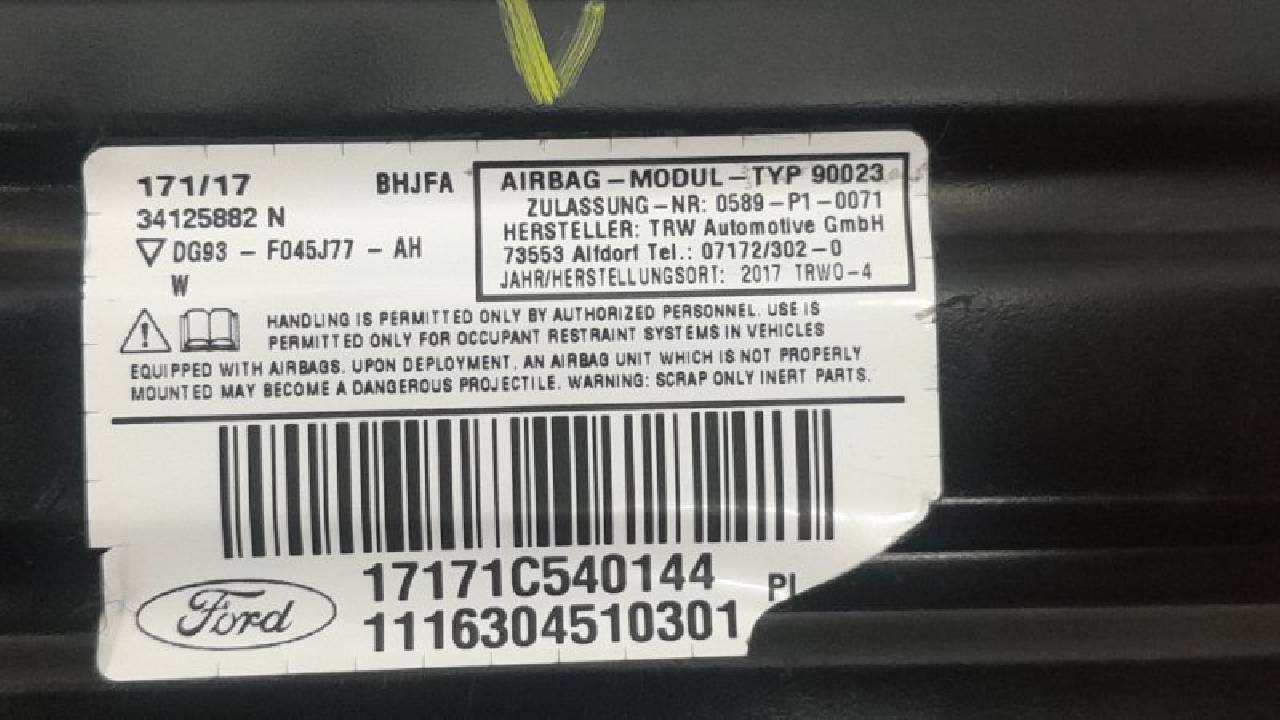 171/17 BHJFA
34125882 N
DG93 - F045J77 - AH
W
AIRBAG-MODUL-TYP 90023
ZULASSUNG-NR: 0589-P1-0071
HERSTELLER: TRW Automotive GmbH
73553 Alfdorf Tel.: 07172/302-0
JAHR/HERSTELLUNGSORT: 2017 TRWO-4
HANDLING IS PERMITTED ONLY BY AUTHORIZED PERSONNEL. USE IS
PERMITTED ONLY FOR OCCUPANT RESTRAINT SYSTEMS IN VEHICLES
EQUIPPED WITH AIRBAGS. UPON DEPLOYMENT, AN AIRBAG UNIT WHICH IS NOT PROPERLY
MOUNTED MAY BECOME A DANGEROUS PROJECTILE. WARNING: SCRAP ONLY INERT PARTS.
17171C540144
1116304510301
Ford